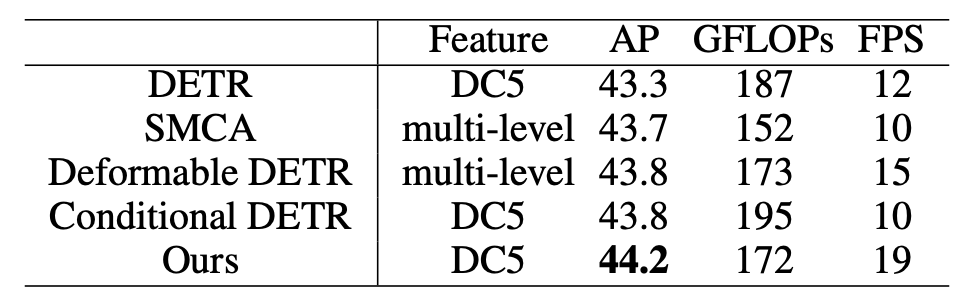 Feature AP GFLOPs FPS
DETR DC5 43.3 187 12
SMCA multi-level 43.7 152 10
Deformable DETR multi-level 43.8 173 15
Conditional DETR DC5 43.8 195 10
Ours DC5 44.2 172 19